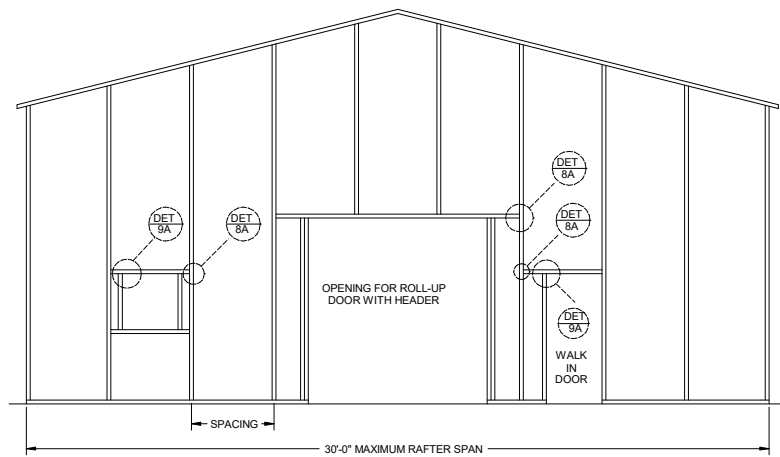 DET
8A
DET
9A
DET
8A
DET
8A
OPENING FOR ROLL-UP
DOOR WITH HEADER
DET
9A
WALK
IN
DOOR
SPACING
30'-0" MAXIMUM RAFTER SPAN